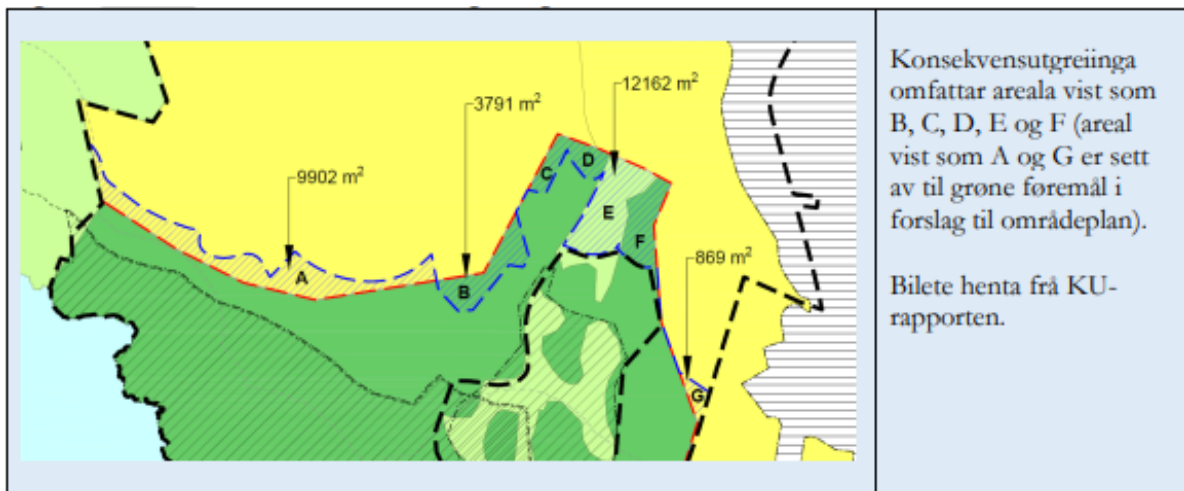 12162 m²
3791 m²
9902 m²
869 m²
A
B
C
D
E
F
G
Konsekvensutgreiinga
omfattar areala vist som
B, C, D, E og F (areal
vist som A og G er sett
av til grøne føremål i
forslag til områdeplan).
Bilete henta frå KU-
rapporten.